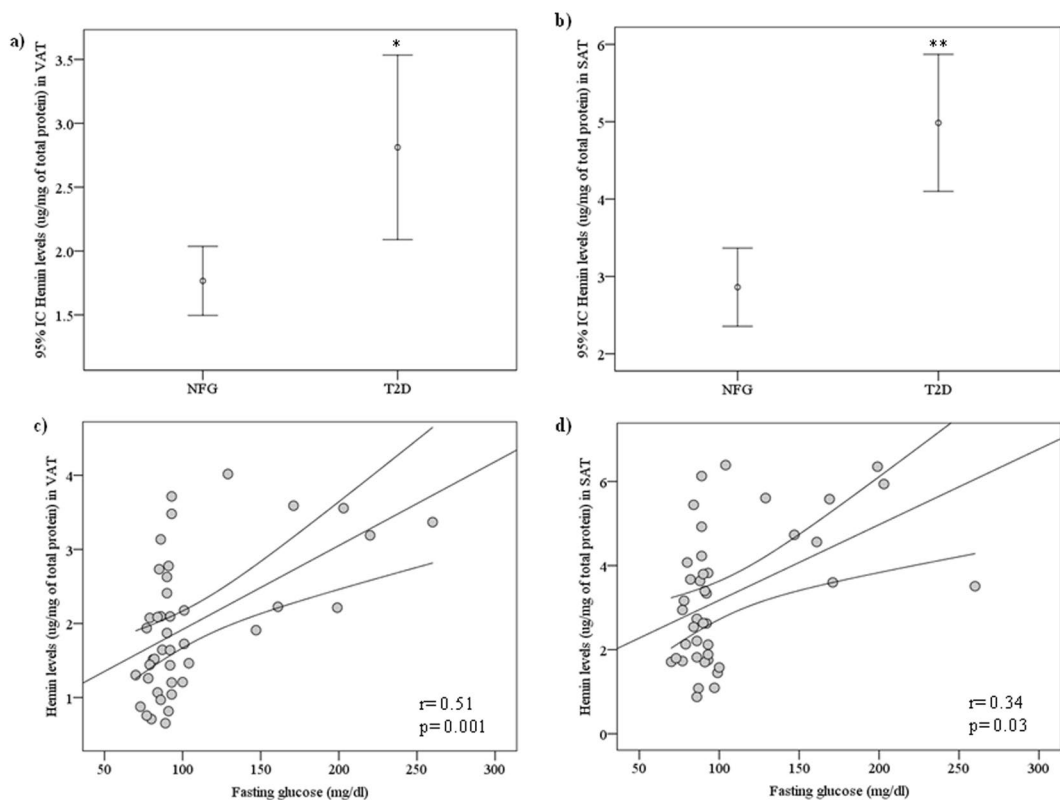 a)
95% IC Hemin levels (ug/mg of total protein) in VAT
3.5
3.0
2.5
2.0
1.5
*
NFG
T2D
b)
95% IC Hemin levels (ug/mg of total protein) in SAT
6
5
4
3
2
**
NFG
T2D
c)
Hemin levels (ug/mg of total protein) in VAT
4
3
2
1
r= 0.51
p= 0.001
50
100
150
200
250
300
Fasting glucose (mg/dl)
d)
Hemin levels (ug/mg of total protein) in SAT
6
4
2
0
r= 0.34
p= 0.03
50
100
150
200
250
300
Fasting glucose (mg/dl)